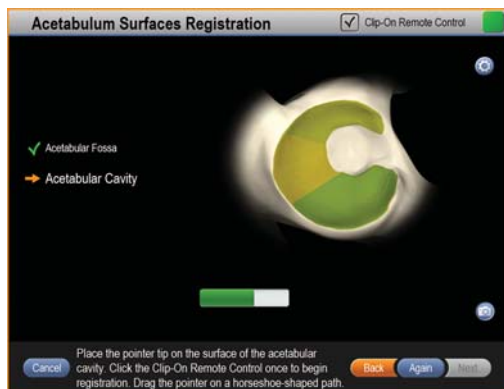 Acetabulum Surfaces Registration
Clip-On Remote Control
Acetabular Fossa
Acetabular Cavity
Place the pointer tip on the surface of the acetabular
cavity. Click the Clip-On Remote Control once to begin
registration. Drag the pointer on a horseshoe-shaped path.
Cancel
Back
Again
Next